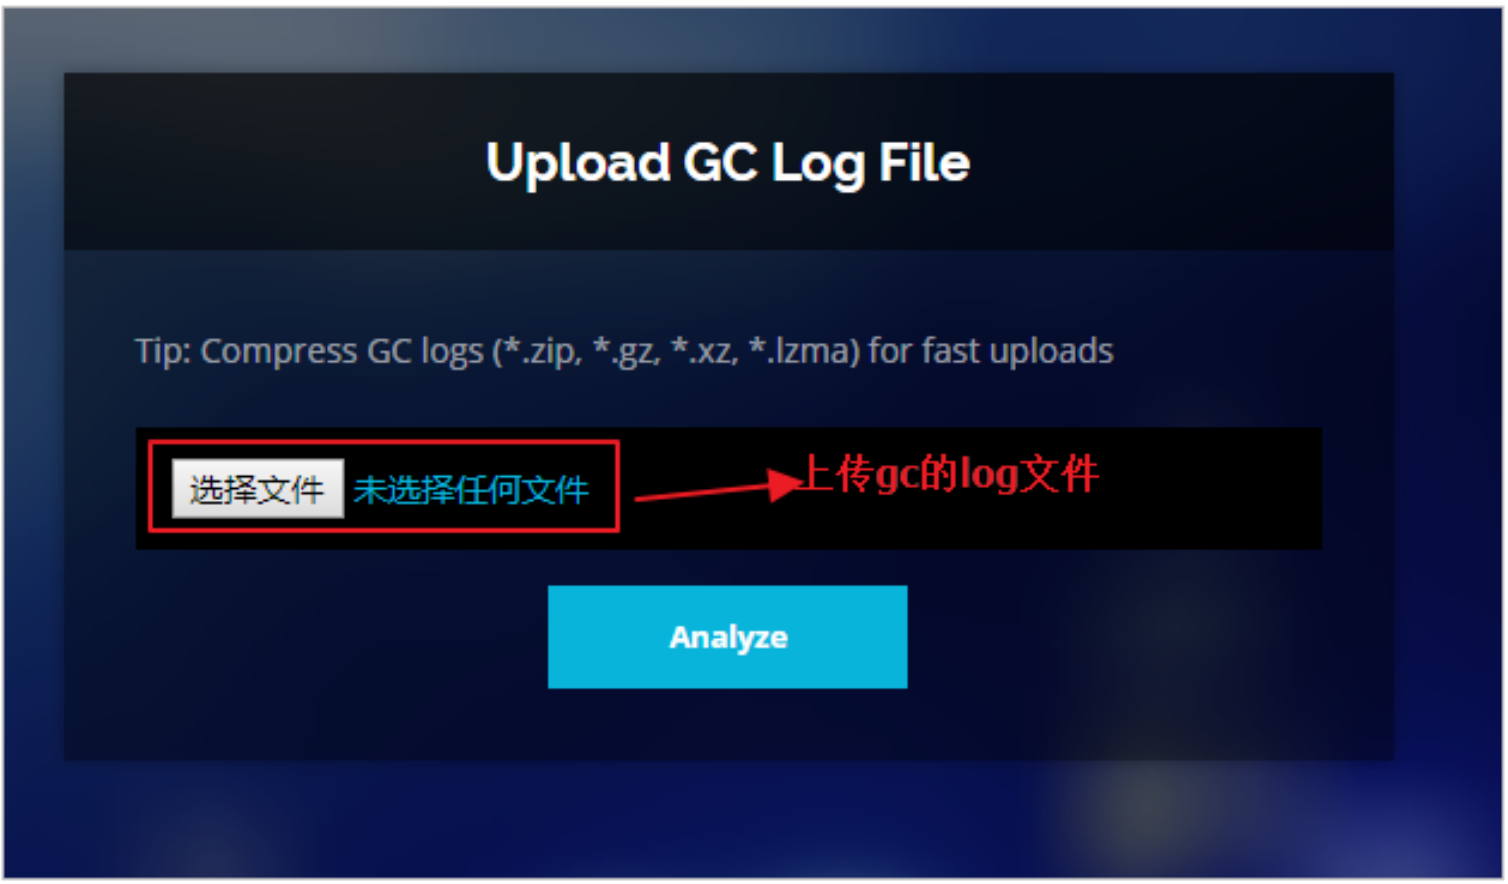 Upload GC Log File
Tip: Compress GC logs (*.zip, *.gz, *.xz, *.lzma) for fast uploads
选择文件 未选择任何文件 上传gc的log文件
Analyze